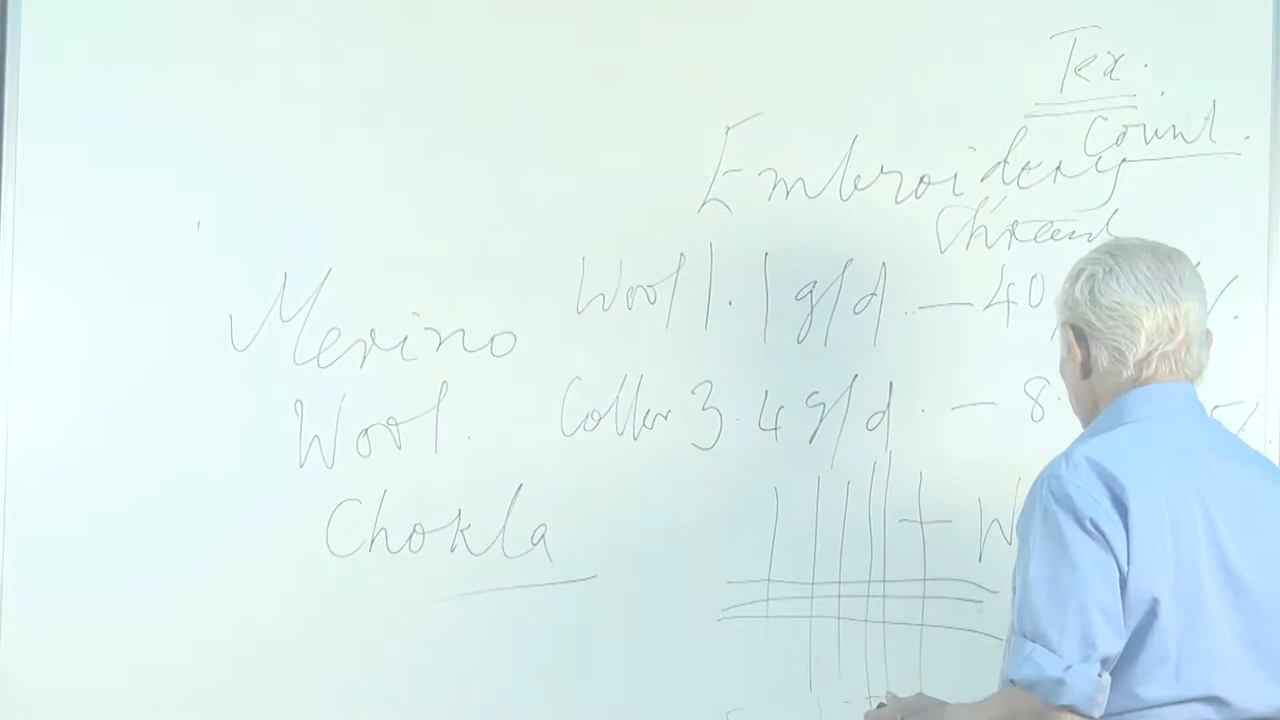 Tex.
Count.
Embroidery
thread
Wool 1.1 g/d - 40 %.
Merino
Cotton 3.4 g/d - 8.
Wool.
Chokla
W